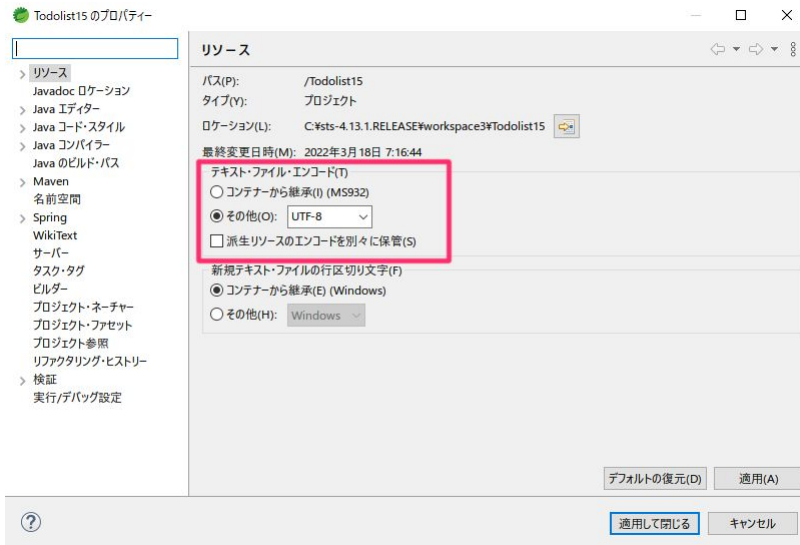 Todolist15 のプロパティー
リソース
Javadoc ロケーション
Java エディター
Java コード・スタイル
Java コンパイラー
Java のビルド・パス
Maven
名前空間
Spring
WikiText
サーバー
タスク・タグ
ビルダー
プロジェクト・ネーチャー
プロジェクト・ファセット
プロジェクト参照
リファクタリング・ヒストリー
検証
実行/デバッグ設定
リソース
パス(P): /Todolist15
タイプ(Y): プロジェクト
ロケーション(L): C:¥sts-4.13.1.RELEASE¥workspace3¥Todolist15
最終変更日時(M): 2022年3月18日 7:16:44
テキスト・ファイル・エンコード(T)
コンテナーから継承(I) (MS932)
その他(O): UTF-8
派生リソースのエンコードを別々に保管(S)
新規テキスト・ファイルの行区切り文字(F)
コンテナーから継承(E) (Windows)
その他(H): Windows
デフォルトの復元(D) 適用(A)
? 適用して閉じる キャンセル